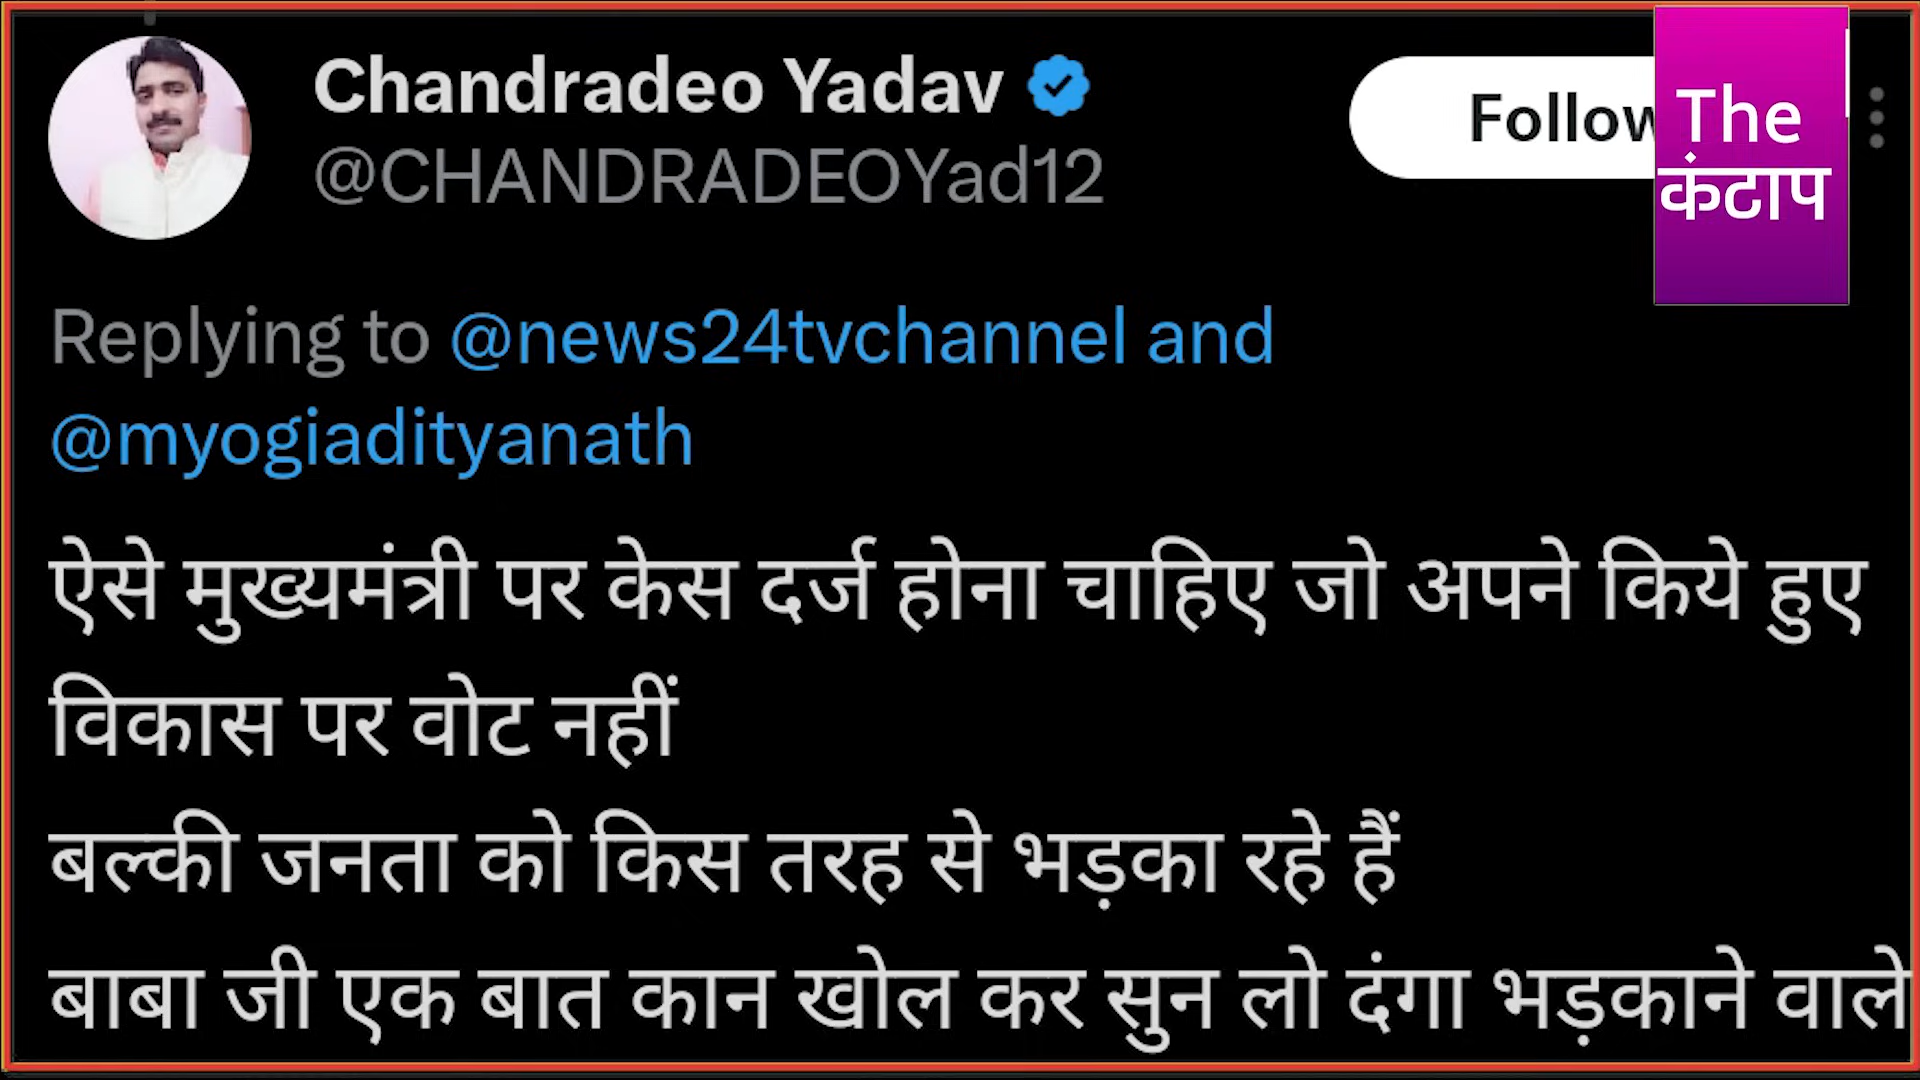 Chandradeo Yadav
@CHANDRADEOYad12
Follow
The
कंटाप
Replying to @news24tvchannel and
@myogiadityanath
ऐसे मुख्यमंत्री पर केस दर्ज होना चाहिए जो अपने किये हुए
विकास पर वोट नहीं
बल्की जनता को किस तरह से भड़का रहे हैं
बाबा जी एक बात कान खोल कर सुन लो दंगा भड़काने वाले